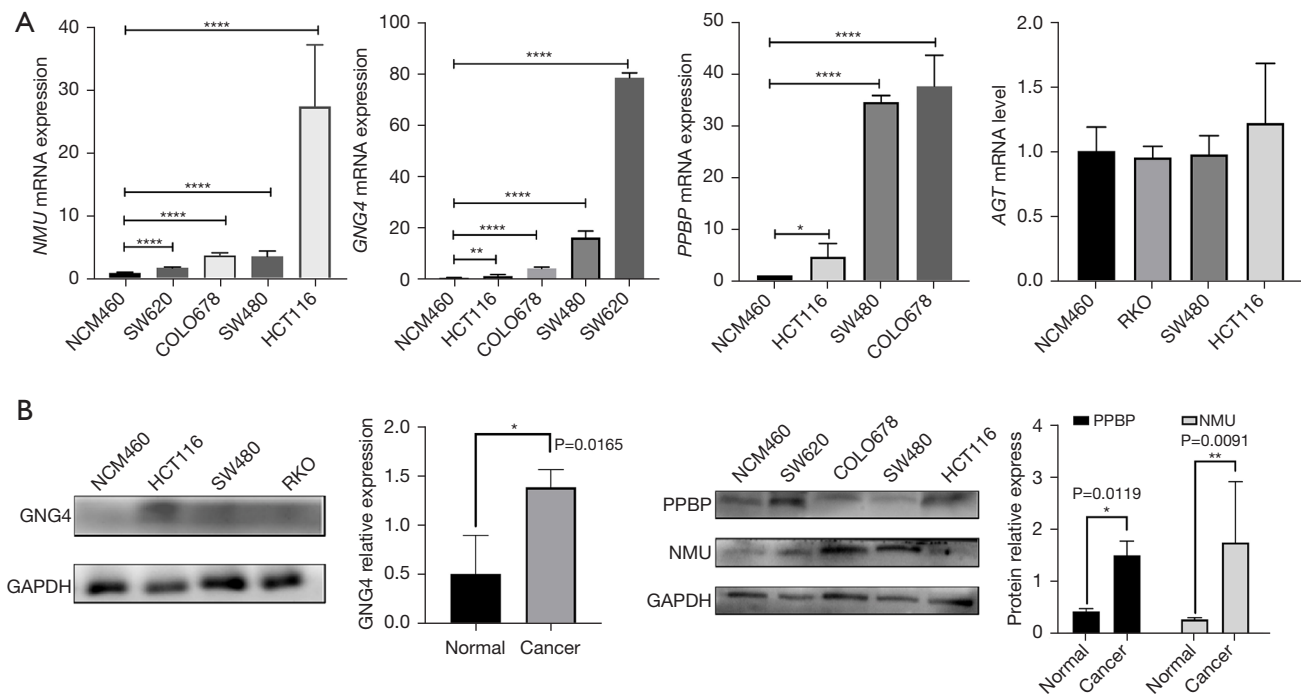 A
NMU mRNA expression
40
30
20
10
0
****
****
****
****
NCM460
SW620
COLO678
SW480
HCT116
GNG4 mRNA expression
100
80
60
40
20
0
****
****
****
**
NCM460
HCT116
COLO678
SW480
SW620
PPBP mRNA expression
50
40
30
20
10
0
****
****
*
NCM460
HCT116
SW480
COLO678
AGT mRNA level
2.0
1.5
1.0
0.5
0.0
NCM460
RKO
SW480
HCT116
B
NCM460
HCT116
SW480
RKO
GNG4
GAPDH
GNG4 relative expression
2.0
1.5
1.0
0.5
0.0
*
P=0.0165
Normal
Cancer
NCM460
SW620
COLO678
SW480
HCT116
PPBP
NMU
GAPDH
Protein relative express
4
3
2
1
0
PPBP
NMU
P=0.0091
**
P=0.0119
*
Normal
Cancer
Normal
Cancer